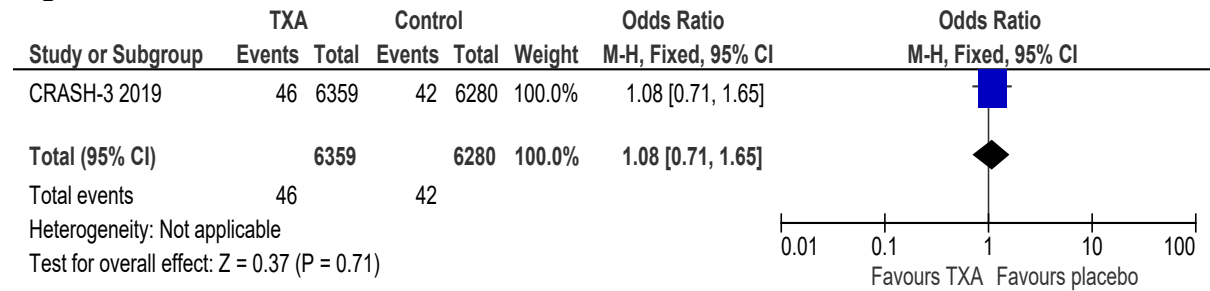 TXA Control Odds Ratio Odds Ratio
Study or Subgroup Events Total Events Total Weight M-H, Fixed, 95% CI M-H, Fixed, 95% CI
CRASH-3 2019 46 6359 42 6280 100.0% 1.08 [0.71, 1.65]
Total (95% CI) 6359 6280 100.0% 1.08 [0.71, 1.65]
Total events 46 42
Heterogeneity: Not applicable
Test for overall effect: Z = 0.37 (P = 0.71)
0.01 0.1 1 10 100
Favours TXA Favours placebo